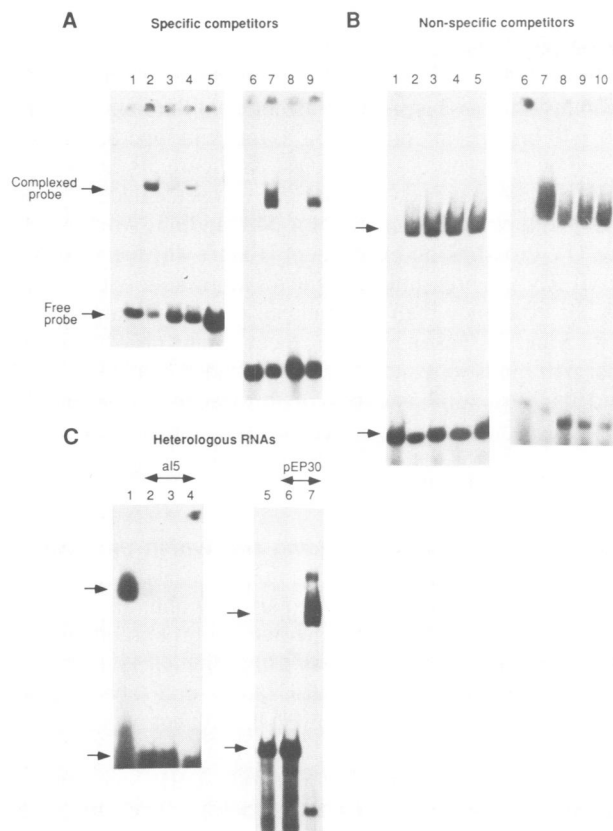 A Specific competitors
1 2 3 4 5 6 7 8 9
Complexed
probe
Free
probe
B Non-specific competitors
1 2 3 4 5 6 7 8 9 10
C Heterologous RNAs
aI5 pEP30
1 2 3 4 5 6 7